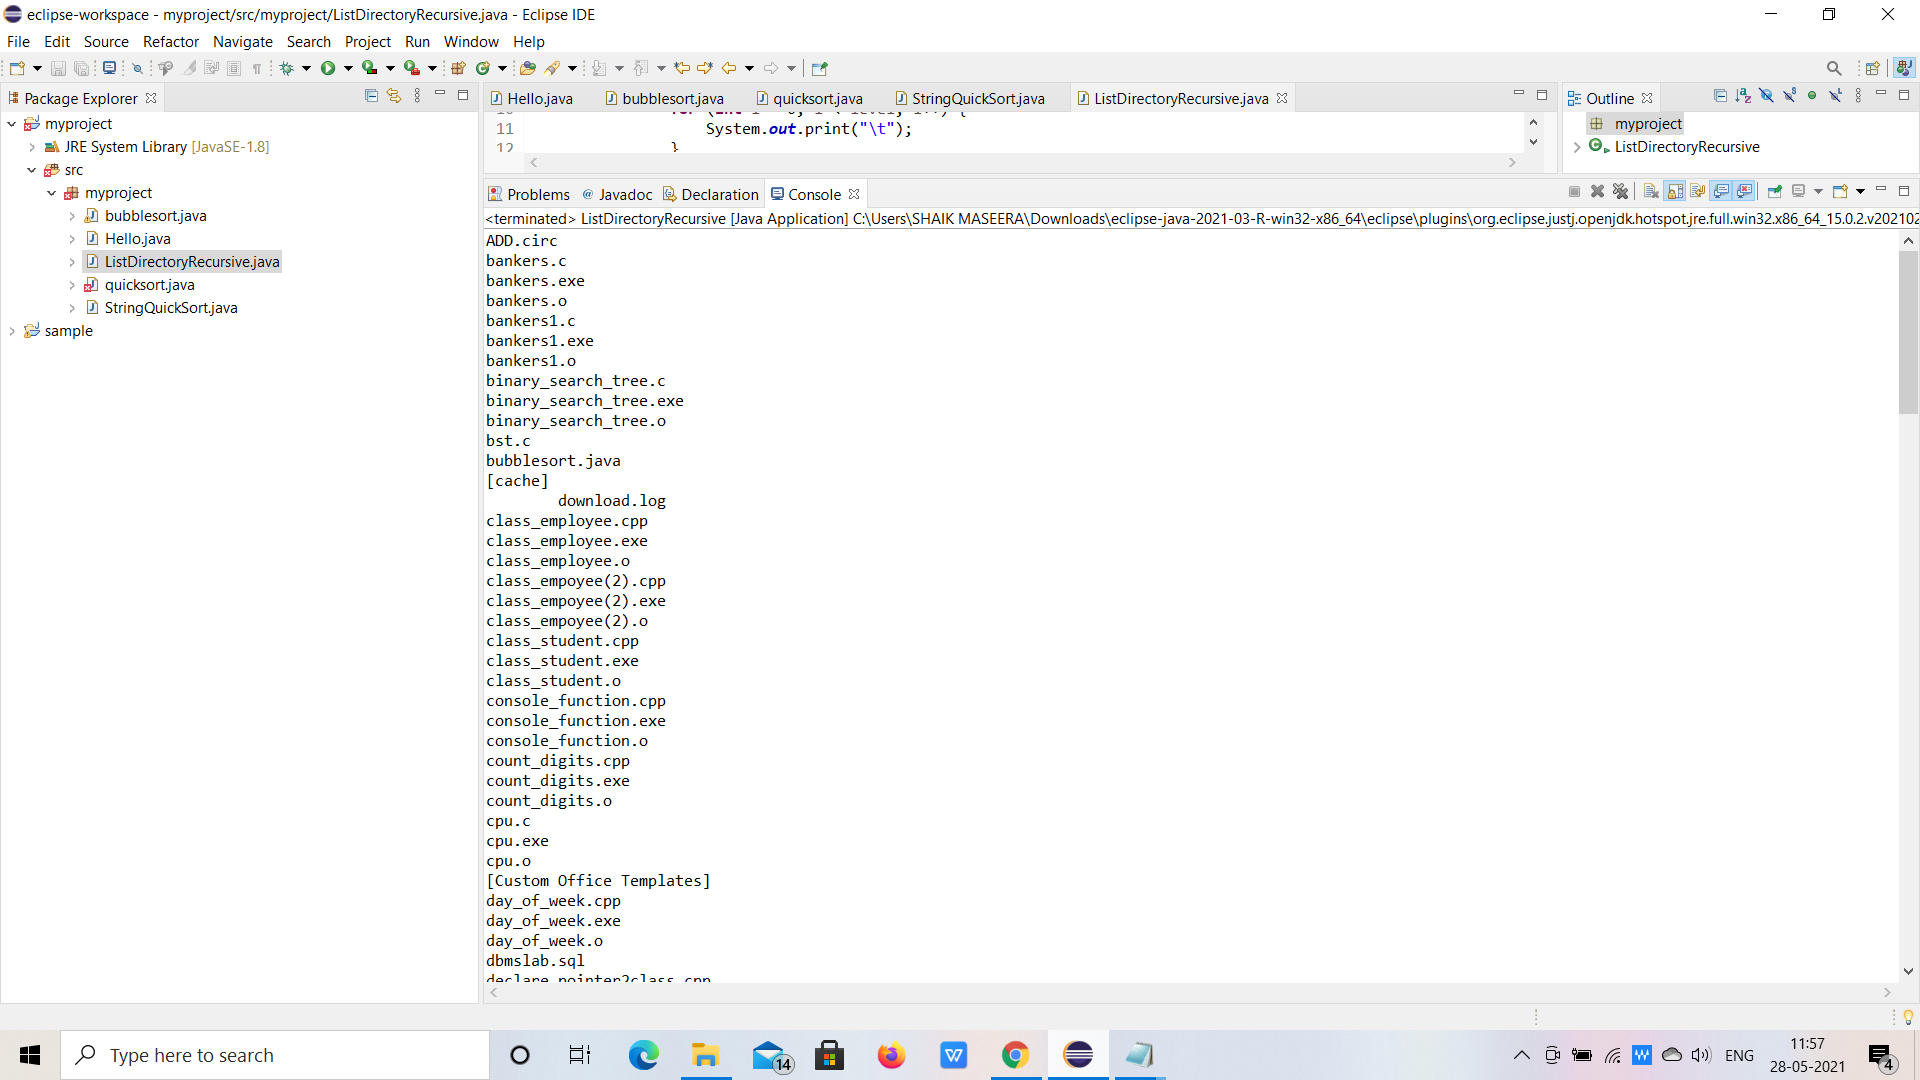 eclipse-workspace - myproject/src/myproject/ListDirectoryRecursive.java - Eclipse IDE
File Edit Source Refactor Navigate Search Project Run Window Help
Package Explorer
myproject
JRE System Library [JavaSE-1.8]
src
myproject
bubblesort.java
Hello.java
ListDirectoryRecursive.java
quicksort.java
StringQuickSort.java
sample
Hello.java bubblesort.java quicksort.java StringQuickSort.java ListDirectoryRecursive.java
11 System.out.print("\t");
12 }
Outline
myproject
ListDirectoryRecursive
Problems Javadoc Declaration Console
<terminated> ListDirectoryRecursive [Java Application] C:\Users\SHAIK MASEERA\Downloads\eclipse-java-2021-03-R-win32-x86_64\eclipse\plugins\org.eclipse.justj.openjdk.hotspot.jre.full.win32.x86_64_15.0.2.v202102
ADD.circ
bankers.c
bankers.exe
bankers.o
bankers1.c
bankers1.exe
bankers1.o
binary_search_tree.c
binary_search_tree.exe
binary_search_tree.o
bst.c
bubblesort.java
[cache]
download.log
class_employee.cpp
class_employee.exe
class_employee.o
class_empoyee(2).cpp
class_empoyee(2).exe
class_empoyee(2).o
class_student.cpp
class_student.exe
class_student.o
console_function.cpp
console_function.exe
console_function.o
count_digits.cpp
count_digits.exe
count_digits.o
cpu.c
cpu.exe
cpu.o
[Custom Office Templates]
day_of_week.cpp
day_of_week.exe
day_of_week.o
dbmslab.sql
declare_pointer2class.cpp
Type here to search
14
ENG
11:57
28-05-2021
4